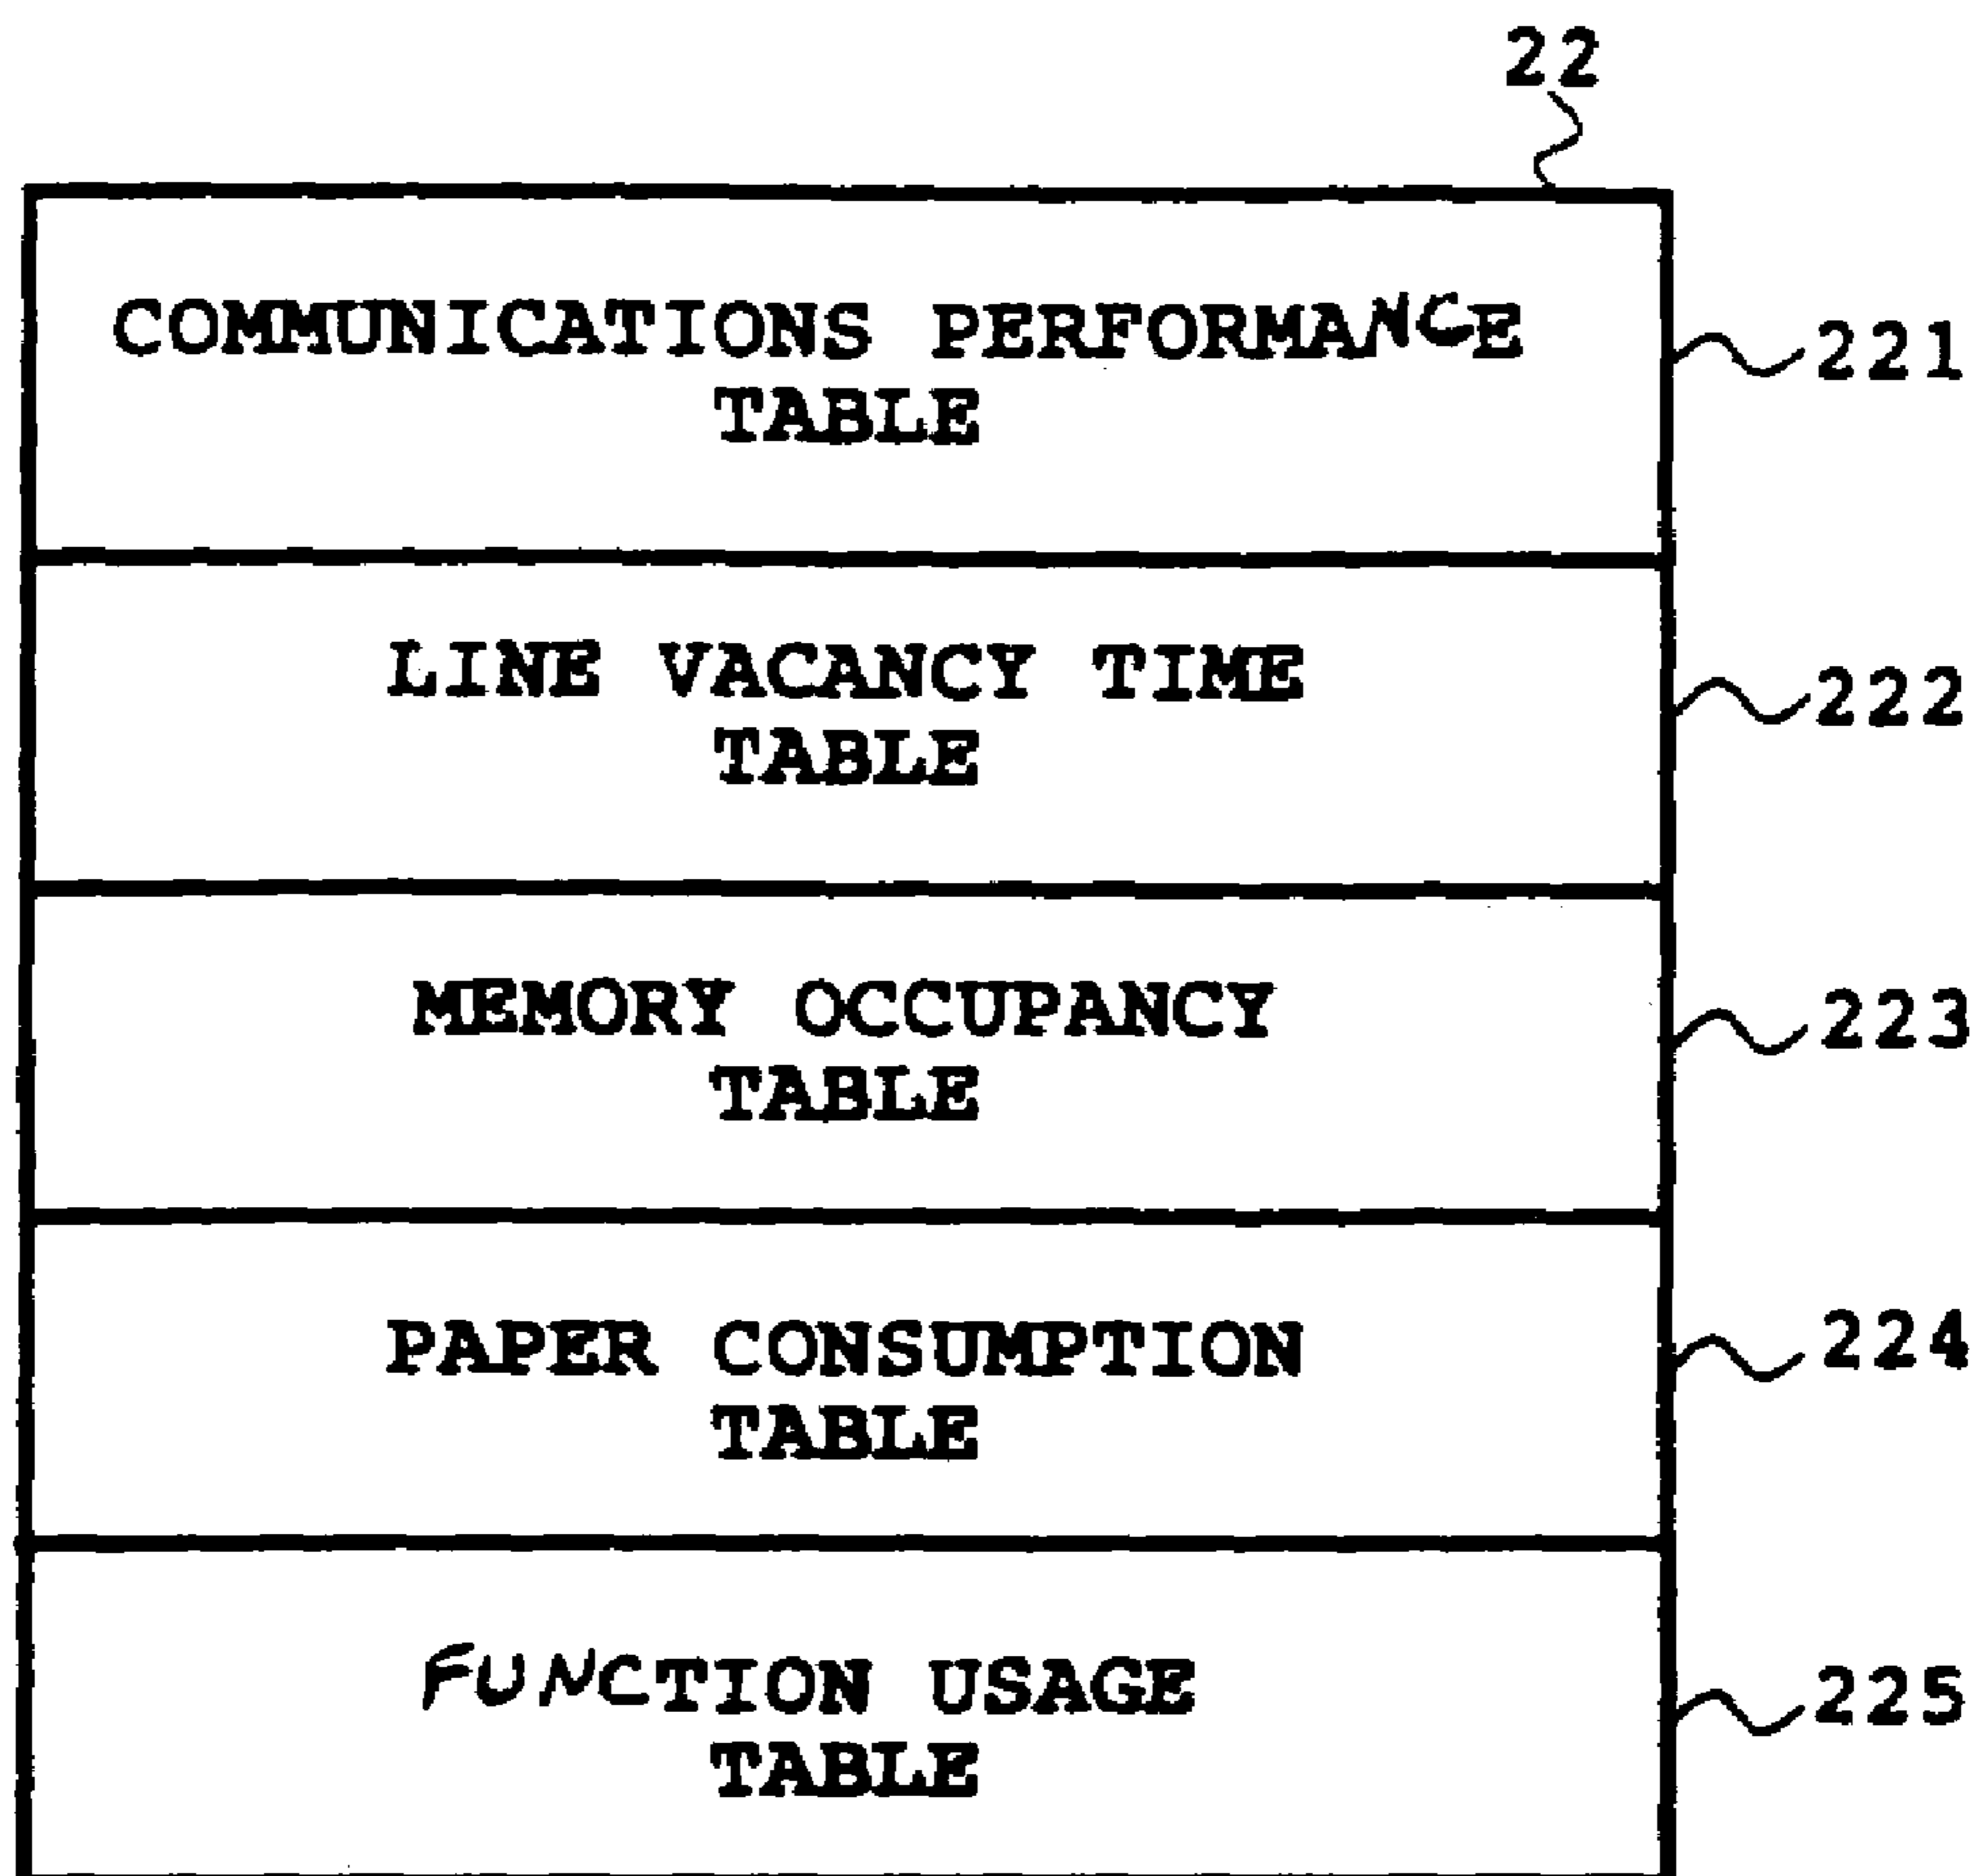 22
COMMUNICATIONS PERFORMANCE
TABLE
221
LINE VACANCY TIME
TABLE
222
MEMORY OCCUPANCY
TABLE
223
PAPER CONSUMPTION
TABLE
224
FUNCTION USAGE
TABLE
225